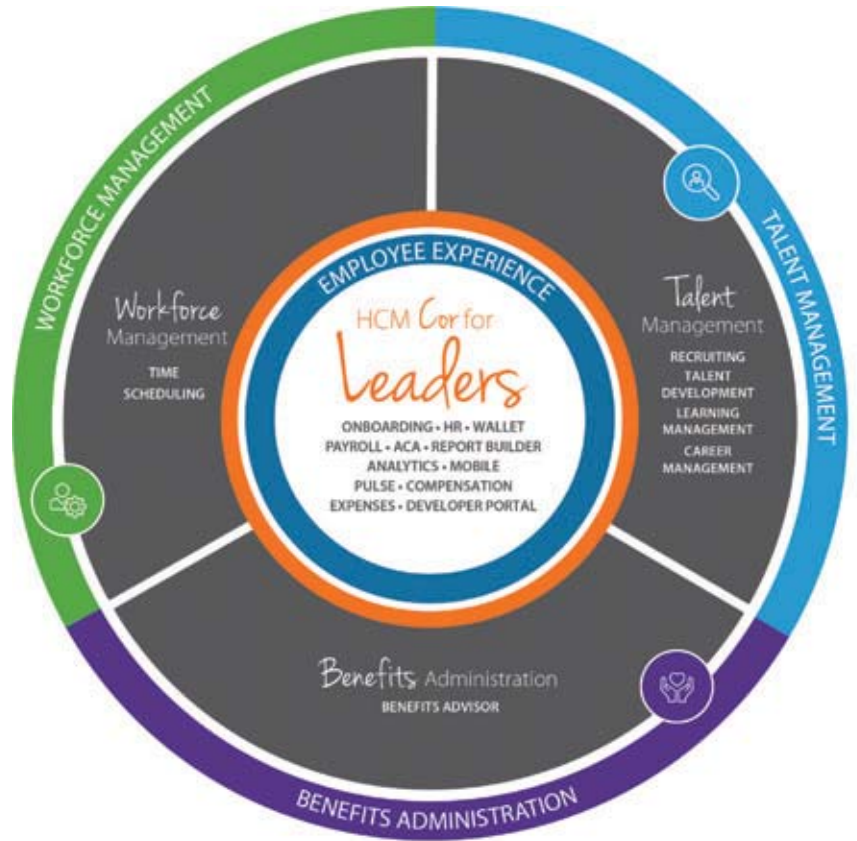 WORKFORCE MANAGEMENT
TALENT MANAGEMENT
EMPLOYEE EXPERIENCE
HCM Cor for
Leaders
ONBOARDING • HR • WALLET
PAYROLL • ACA • REPORT BUILDER
ANALYTICS • MOBILE
PULSE • COMPENSATION
EXPENSES • DEVELOPER PORTAL
Workforce
Management
TIME
SCHEDULING
Talent
Management
RECRUITING
TALENT
DEVELOPMENT
LEARNING
MANAGEMENT
CAREER
MANAGEMENT
Benefits Administration
BENEFITS ADVISOR
BENEFITS ADMINISTRATION